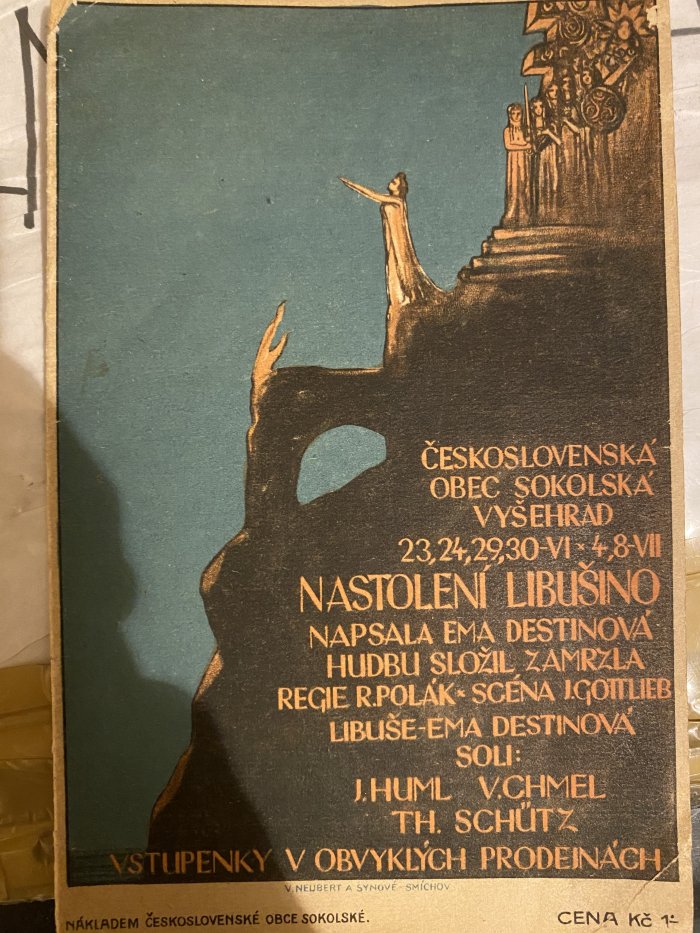 ČESKOSLOVENSKÁ
OBEC SOKOLSKÁ
VYŠEHRAD
23, 24, 29, 30-VI × 4, 8-VII
NASTOLENÍ LIBUŠINO
NAPSALA EMA DESTINOVÁ
HUDBU SLOŽIL ZAMRZLA
REGIE R. POLÁK × SCÉNA J. GOTTLIEB
LIBUŠE-EMA DESTINOVÁ
SOLI:
J. HUML V. CHMEL
TH. SCHŰTZ
VSTUPENKY V OBVYKLÝCH PRODEJNÁCH
V. NEUBERT A SYNOVÉ - SMÍCHOV
NÁKLADEM ČESKOSLOVENSKÉ OBCE SOKOLSKÉ.
CENA Kč 1·-